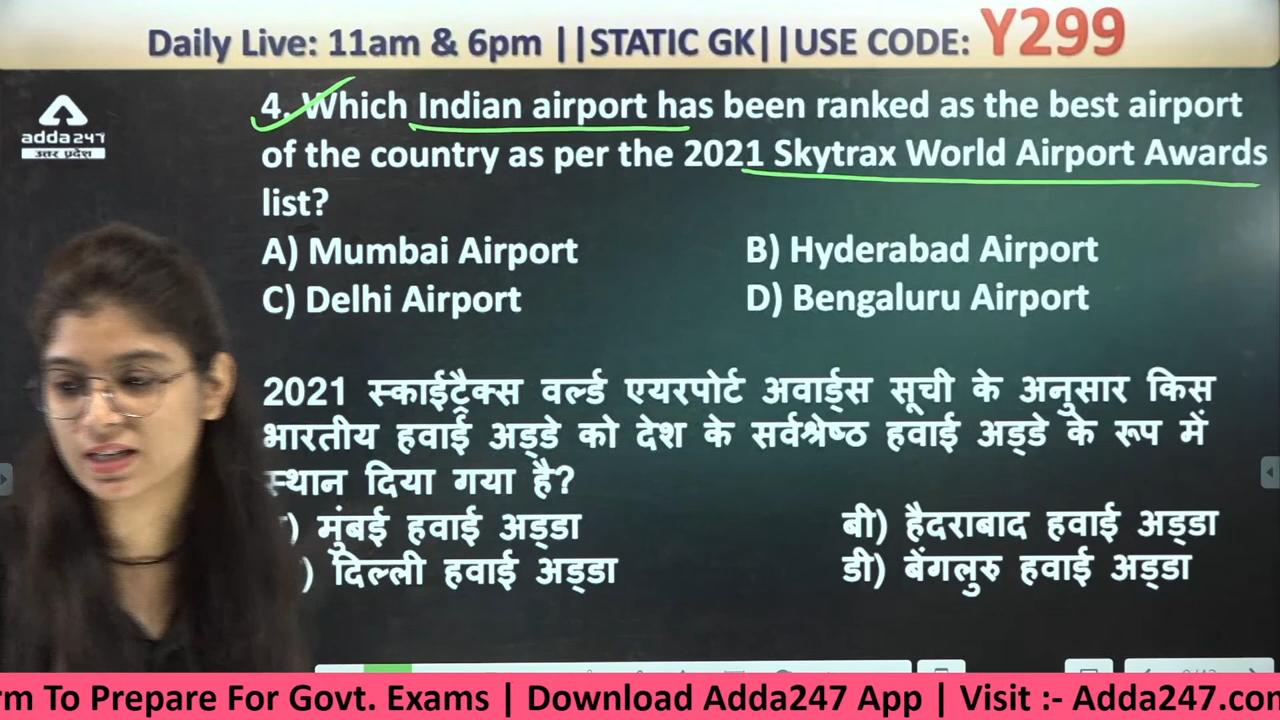 Daily Live: 11am & 6pm ||STATIC GK||USE CODE: Y299
adda247
उत्तर प्रदेश
4. Which Indian airport has been ranked as the best airport
of the country as per the 2021 Skytrax World Airport Awards
list?
A) Mumbai Airport B) Hyderabad Airport
C) Delhi Airport D) Bengaluru Airport
2021 स्काईट्रैक्स वर्ल्ड एयरपोर्ट अवार्ड्स सूची के अनुसार किस
भारतीय हवाई अड्डे को देश के सर्वश्रेष्ठ हवाई अड्डे के रूप में
स्थान दिया गया है?
) मुंबई हवाई अड्डा बी) हैदराबाद हवाई अड्डा
) दिल्ली हवाई अड्डा डी) बेंगलुरु हवाई अड्डा
To Prepare For Govt. Exams | Download Adda247 App | Visit :- Adda247.com